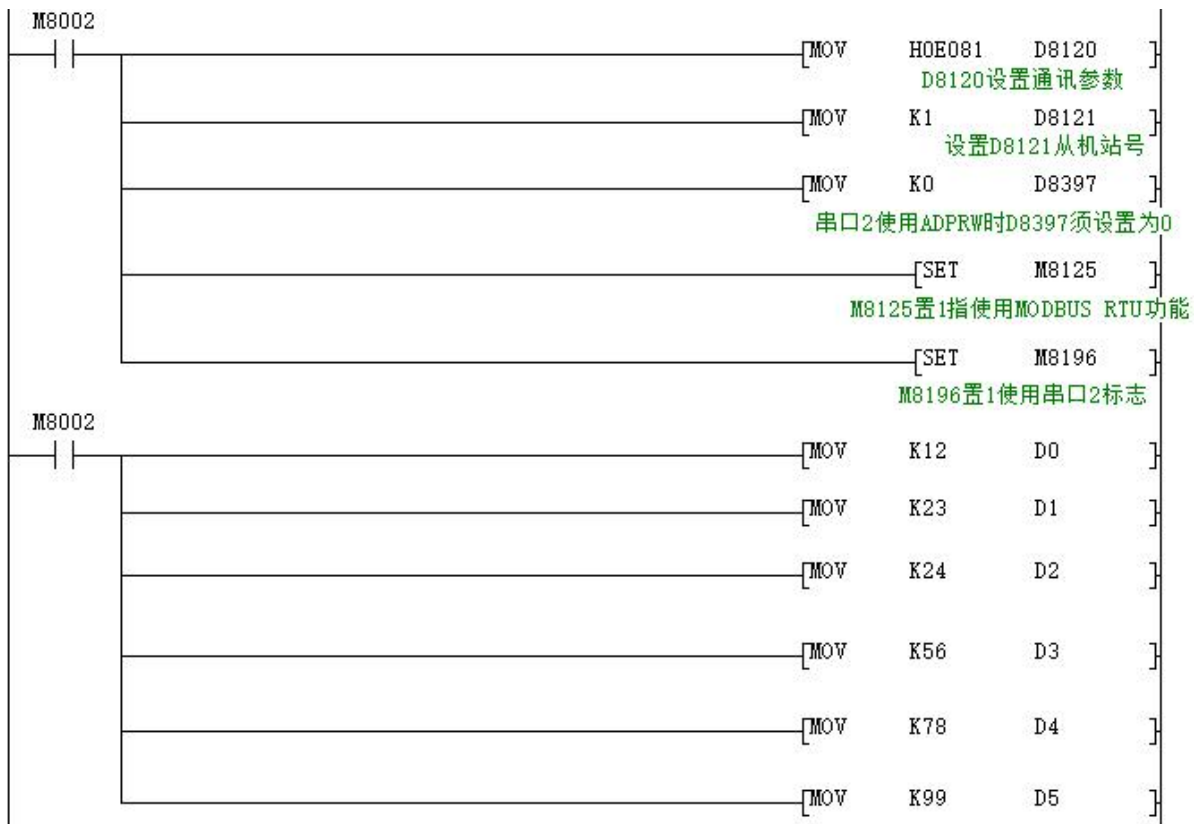 M8002
[MOV H0E081 D8120 ]
D8120设置通讯参数
[MOV K1 D8121 ]
设置D8121从机站号
[MOV K0 D8397 ]
串口2使用ADPRW时D8397须设置为0
[SET M8125 ]
M8125置1指使用MODBUS RTU功能
[SET M8196 ]
M8196置1使用串口2标志
M8002
[MOV K12 D0 ]
[MOV K23 D1 ]
[MOV K24 D2 ]
[MOV K56 D3 ]
[MOV K78 D4 ]
[MOV K99 D5 ]